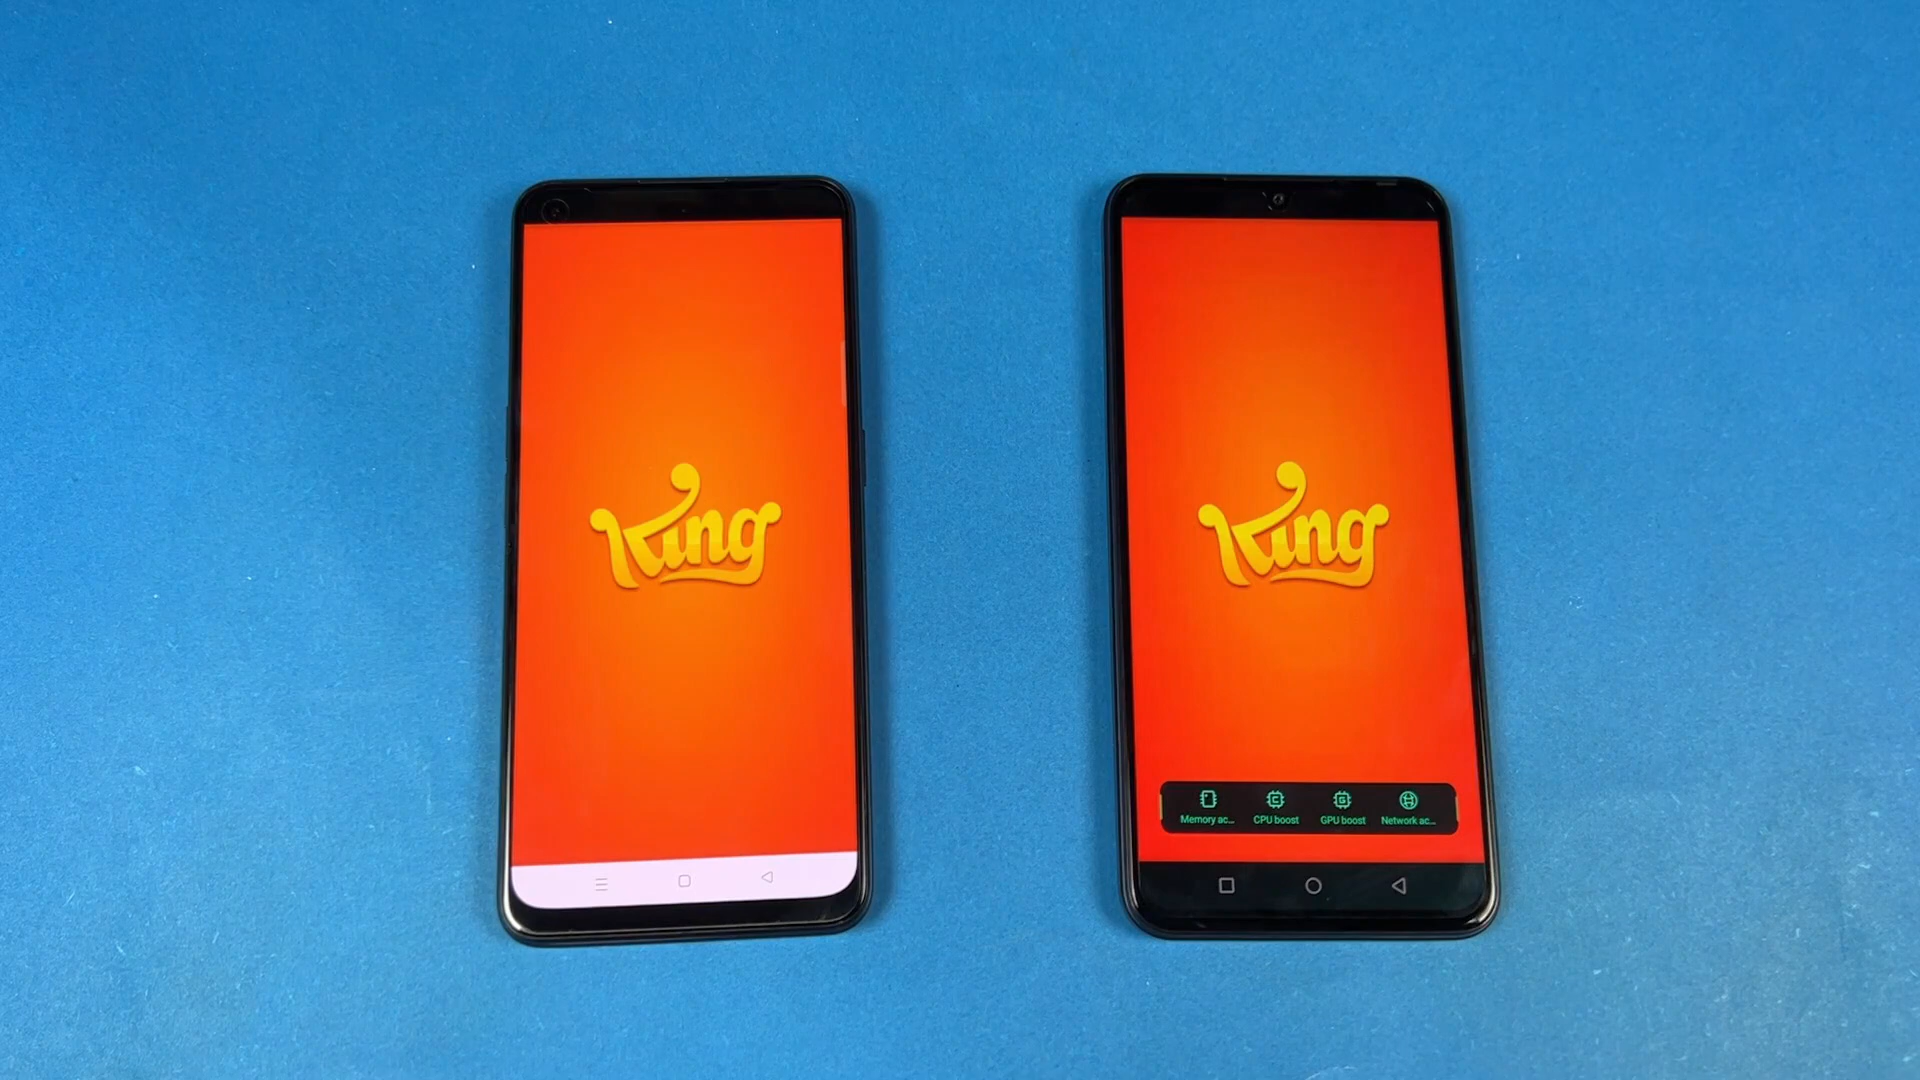 King
King
Memory ac...
CPU boost
GPU boost
Network ac...